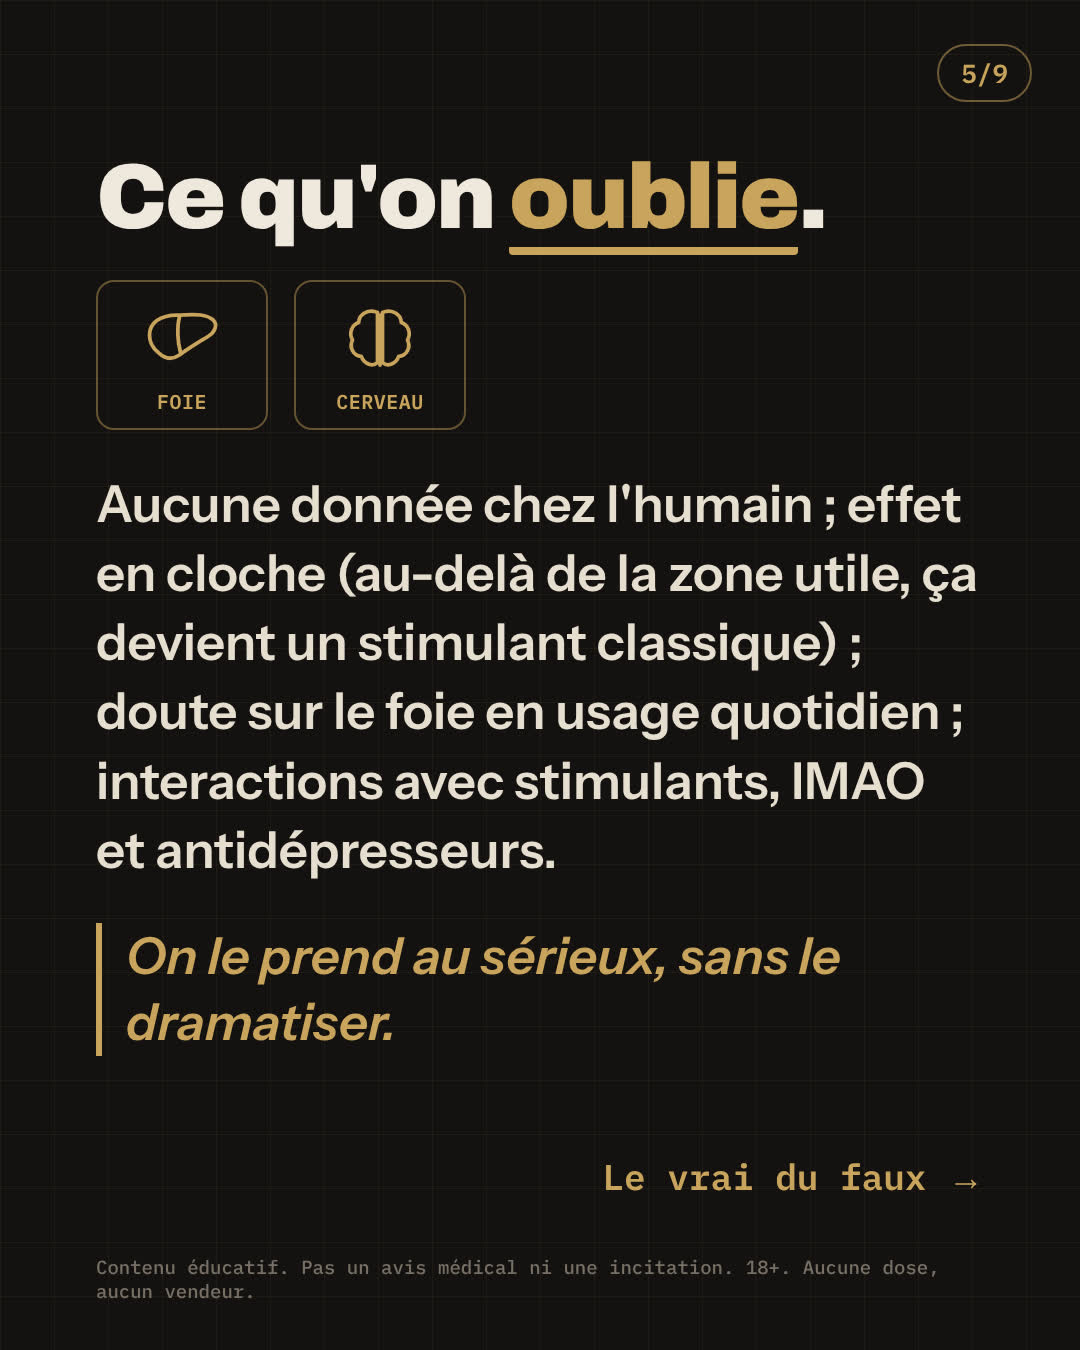 5/9
Ce qu'on oublie.
FOIE
CERVEAU
Aucune donnée chez l'humain ; effet
en cloche (au-delà de la zone utile, ça
devient un stimulant classique) ;
doute sur le foie en usage quotidien ;
interactions avec stimulants, IMAO
et antidépresseurs.
On le prend au sérieux, sans le
dramatiser.
Le vrai du faux →
Contenu éducatif. Pas un avis médical ni une incitation. 18+. Aucune dose,
aucun vendeur.